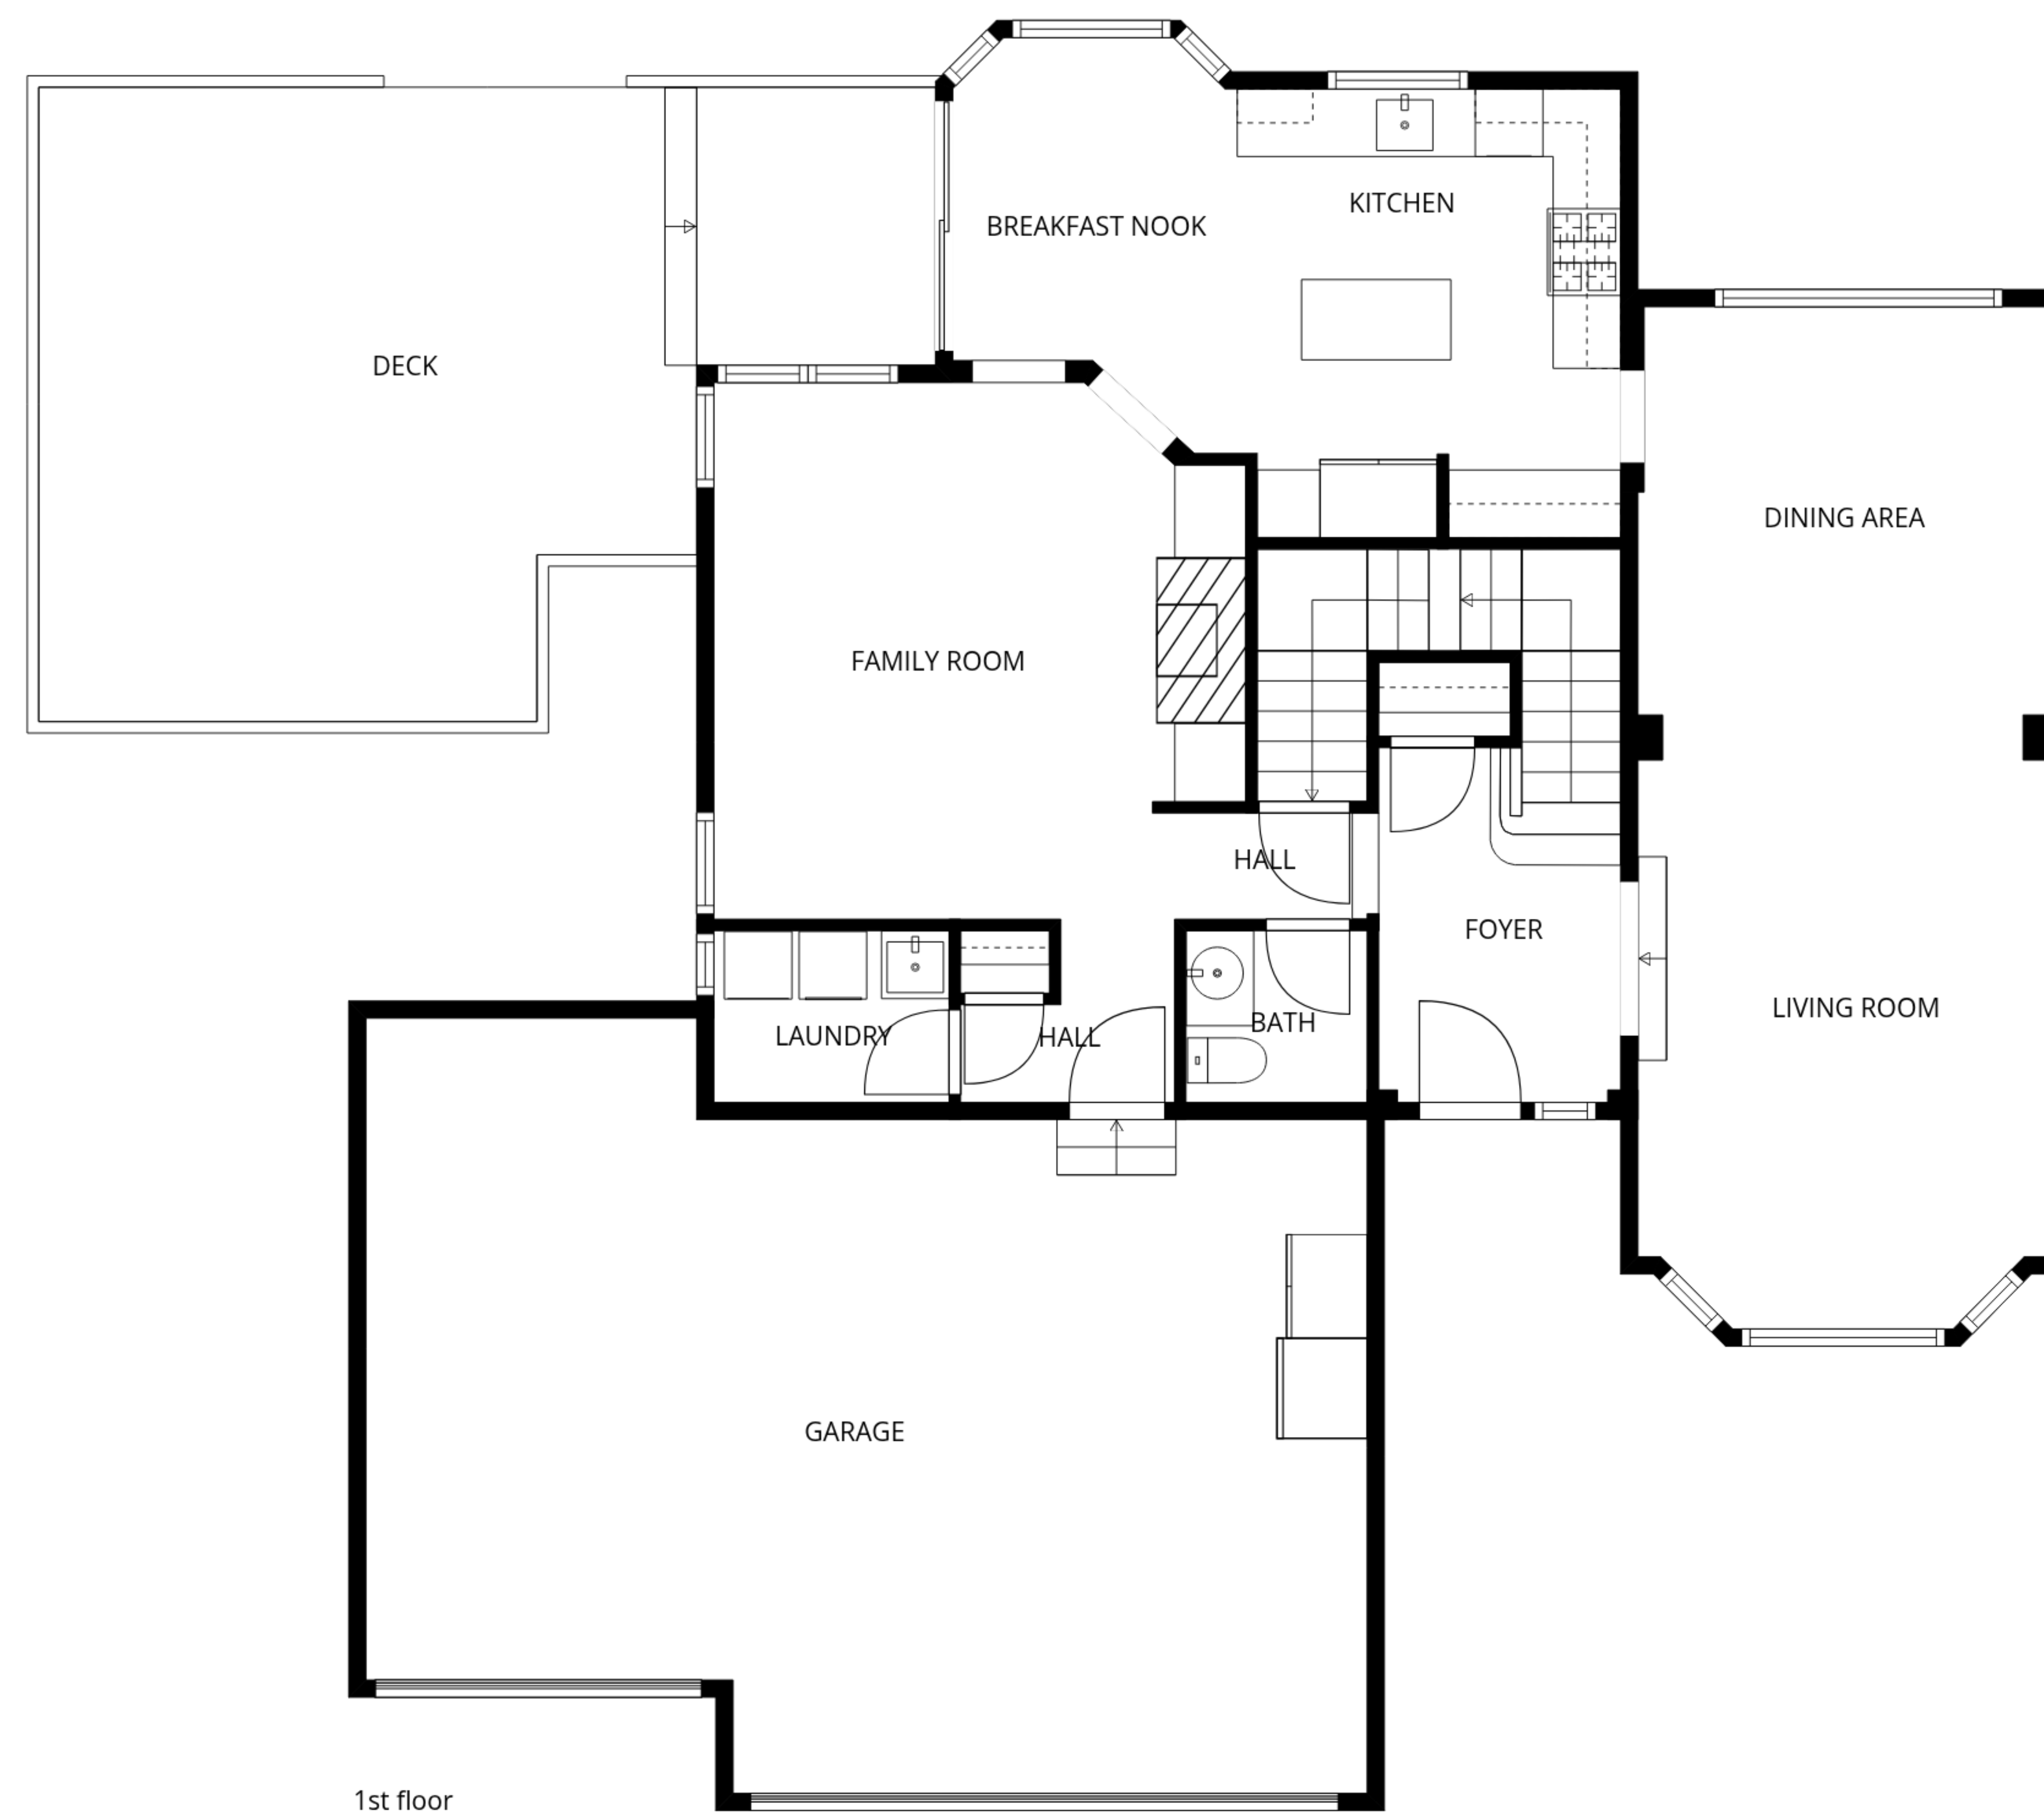 KITCHEN
BREAKFAST NOOK
DECK
DINING AREA
FAMILY ROOM
HALL
FOYER
LIVING ROOM
BATH
LAUNDRY
HALL
GARAGE
1st floor